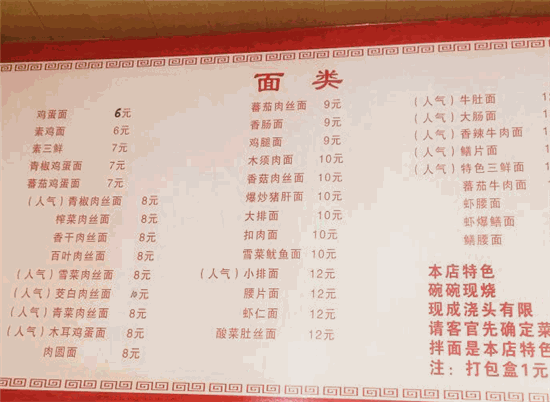 面类
鸡蛋面 6元
素鸡面 6元
素三鲜 7元
青椒鸡蛋面 7元
蕃茄鸡蛋面 7元
（人气）青椒肉丝面 8元
榨菜肉丝面 8元
香干肉丝面 8元
百叶肉丝面 8元
（人气）雪菜肉丝面 8元
（人气）茭白肉丝面 10元
（人气）青菜肉丝面 8元
（人气）木耳鸡蛋面 8元
肉圆面 8元
蕃茄肉丝面 9元
香肠面 9元
鸡腿面 9元
木须肉面 10元
香菇肉丝面 10元
爆炒猪肝面 10元
大排面 10元
扣肉面 10元
雪菜鱿鱼面 10元
（人气）小排面 12元
腰片面 12元
虾仁面 12元
酸菜肚丝面 12元
（人气）牛肚面
（人气）大肠面
（人气）香辣牛肉面
（人气）鳝片面
（人气）特色三鲜面
蕃茄牛肉面
虾腰面
虾爆鳝面
鳝腰面
本店特色
碗碗现烧
现成浇头有限
请客官先确定菜
拌面是本店特色
注：打包盒1元